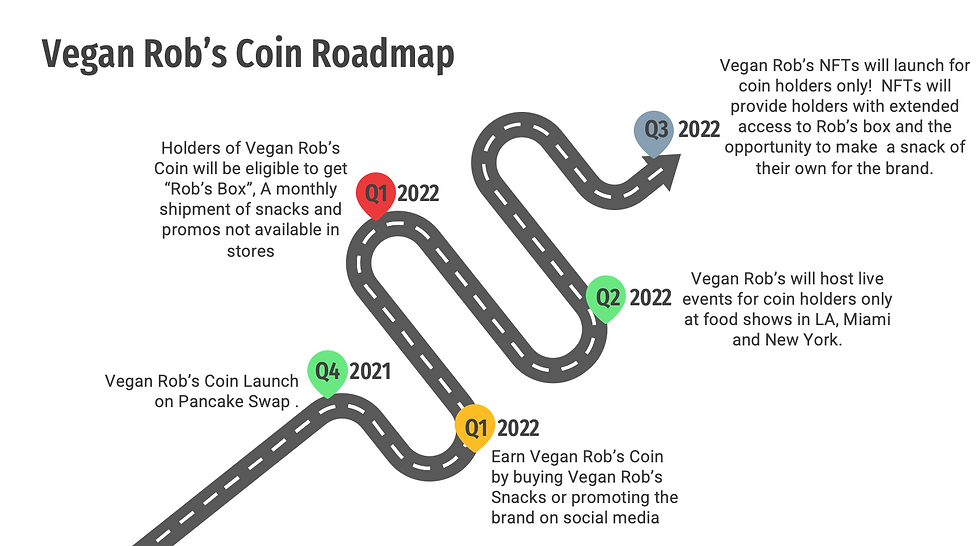 Vegan Rob's Coin Roadmap
Vegan Rob's Coin Launch
on Pancake Swap .
Q4 2021
Q1 2022
Earn Vegan Rob's Coin
by buying Vegan Rob's
Snacks or promoting the
brand on social media
Holders of Vegan Rob's
Coin will be eligible to get
“Rob's Box”, A monthly
shipment of snacks and
promos not available in
stores
Q1 2022
Q2 2022
Vegan Rob's will host live
events for coin holders only
at food shows in LA, Miami
and New York.
Q3 2022
Vegan Rob's NFTs will launch for
coin holders only!  NFTs will
provide holders with extended
access to Rob's box and the
opportunity to make  a snack of
their own for the brand.